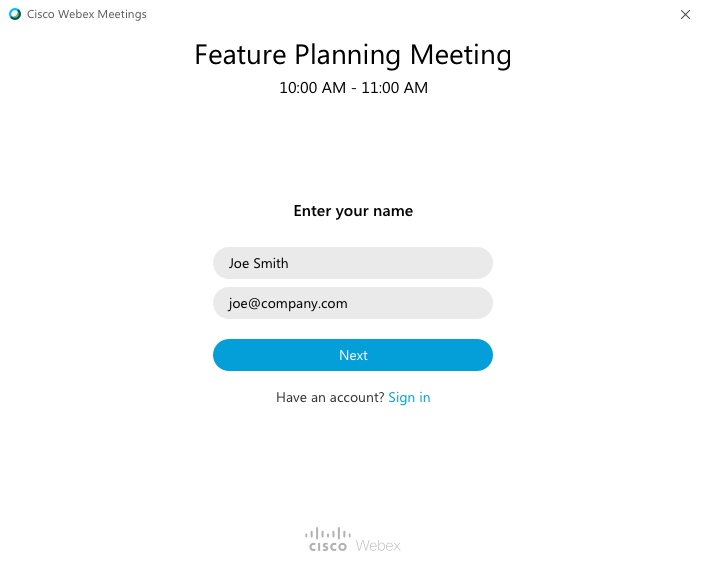 Cisco Webex Meetings
Feature Planning Meeting
10:00 AM - 11:00 AM
Enter your name
Joe Smith
joe@company.com
Next
Have an account? Sign in
CISCO Webex